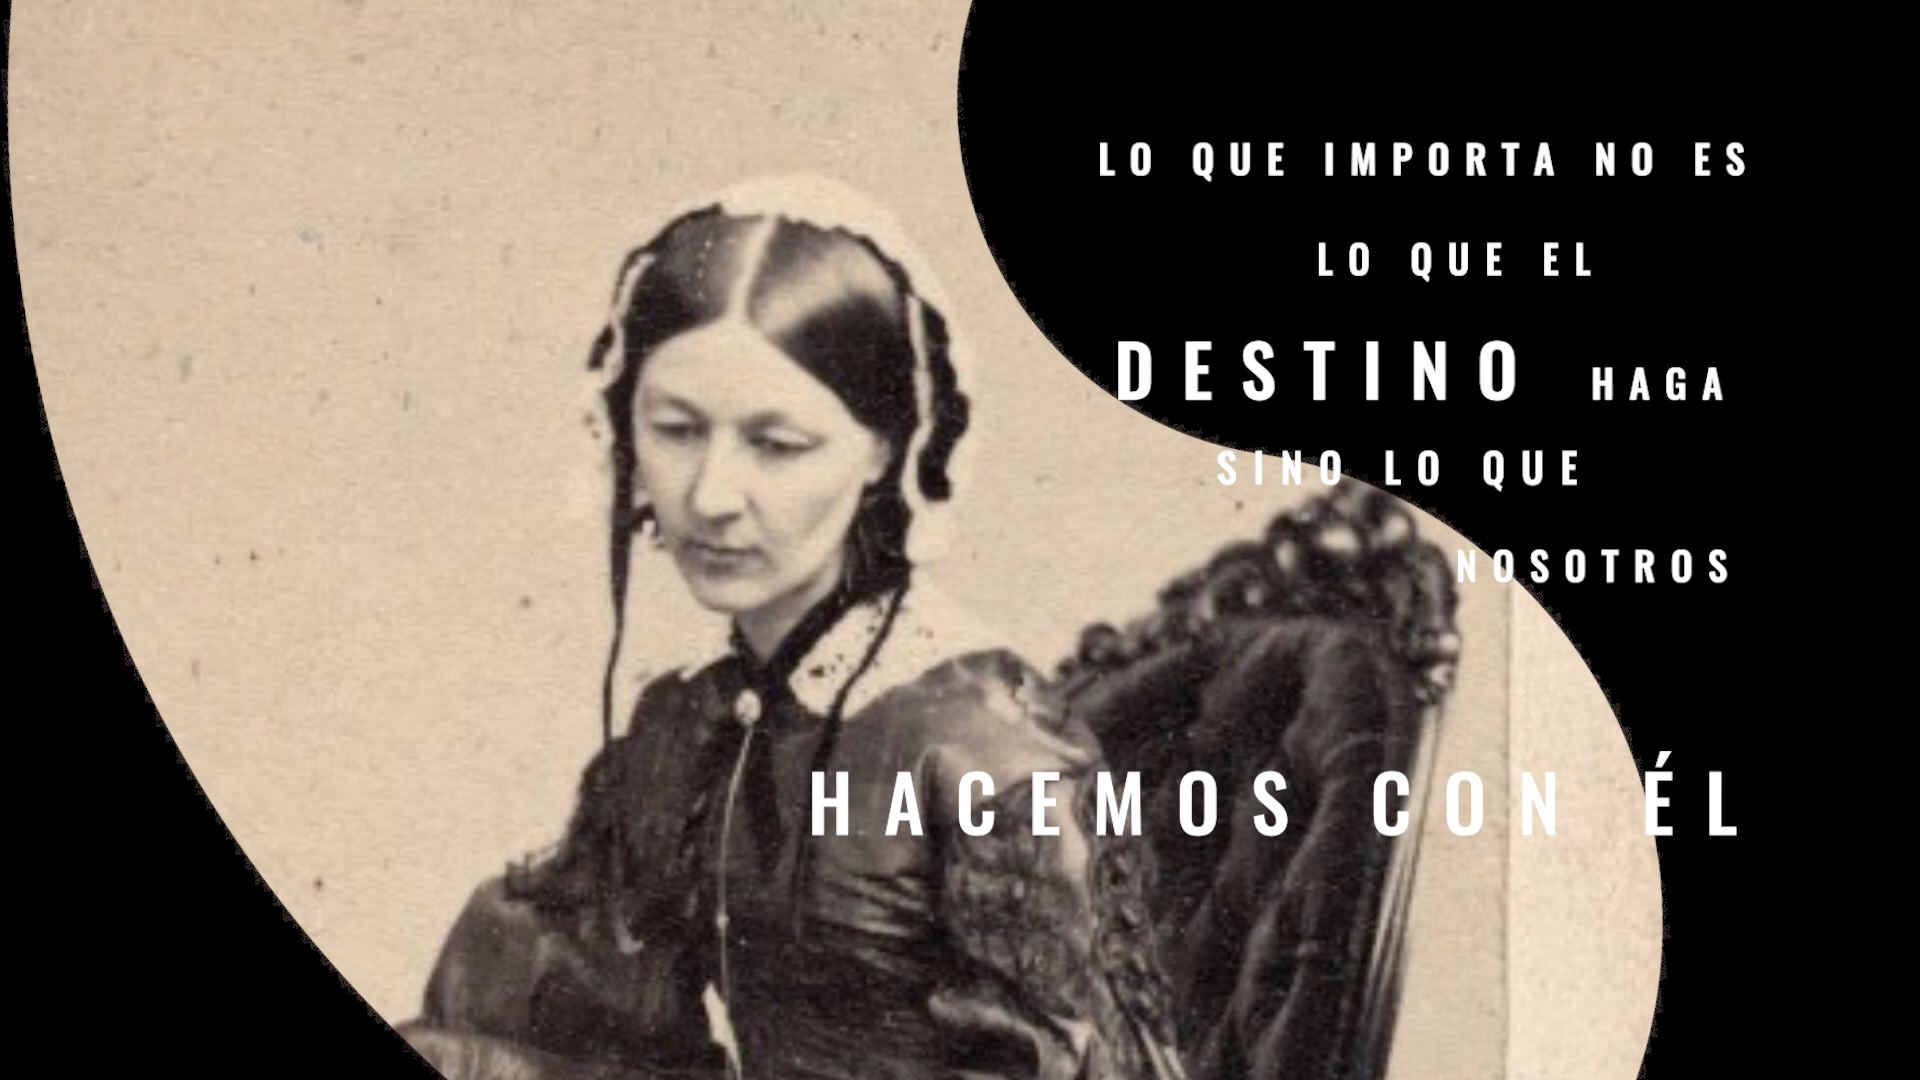 LO QUE IMPORTA NO ES
LO QUE EL
DESTINO HAGA
SINO LO QUE
NOSOTROS
HACEMOS CON ÉL